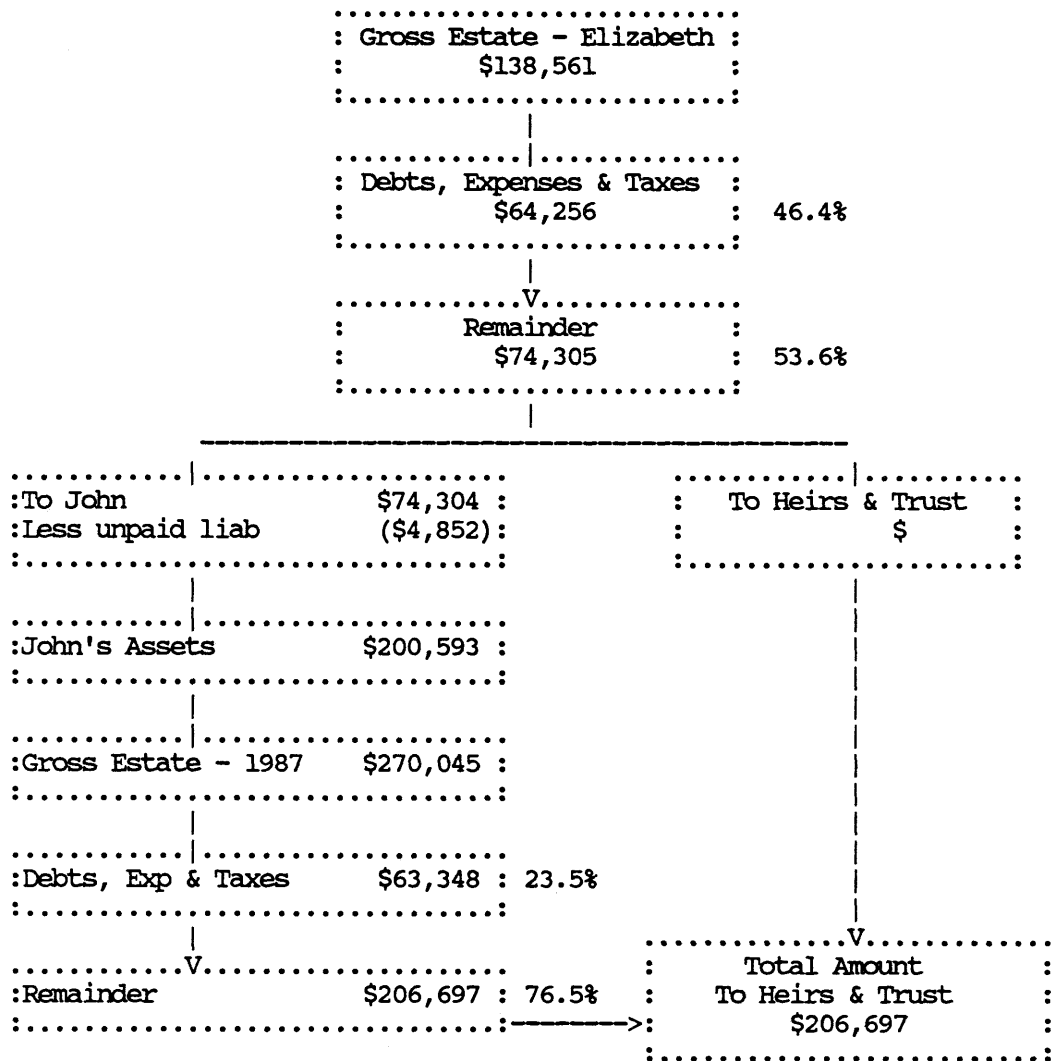 Gross Estate - Elizabeth
$138,561
Debts, Expenses & Taxes
$64,256 46.4%
Remainder
$74,305 53.6%
To John $74,304
Less unpaid liab ($4,852)
To Heirs & Trust
$
John's Assets $200,593
Gross Estate - 1987 $270,045
Debts, Exp & Taxes $63,348 23.5%
Remainder $206,697 76.5%
Total Amount
To Heirs & Trust
$206,697